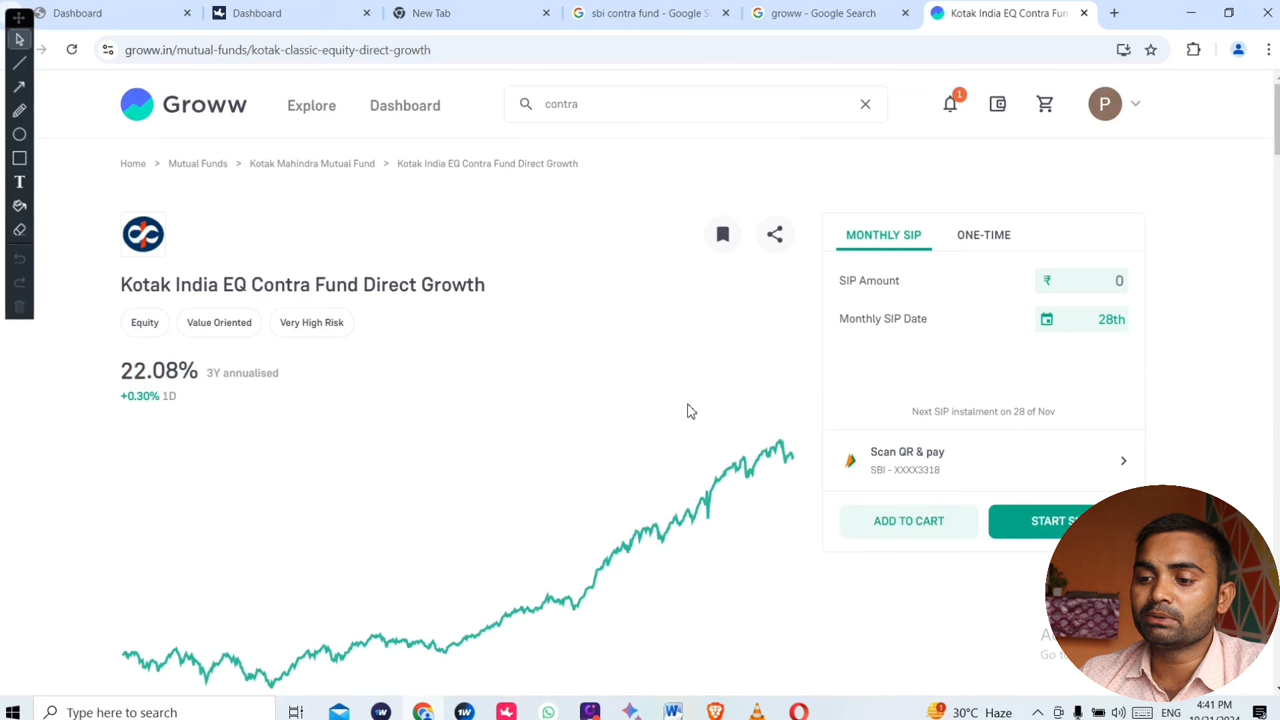 Dashboard
Dashboard
New Tab
sbi contra fund - Google
groww - Google Search
Kotak India EQ Contra Fun
groww.in/mutual-funds/kotak-classic-equity-direct-growth
Groww
Explore
Dashboard
contra
1
P
Home > Mutual Funds > Kotak Mahindra Mutual Fund > Kotak India EQ Contra Fund Direct Growth
Kotak India EQ Contra Fund Direct Growth
Equity
Value Oriented
Very High Risk
22.08% 3Y annualised
+0.30% 1D
MONTHLY SIP
ONE-TIME
SIP Amount
₹ 0
Monthly SIP Date
28th
Next SIP instalment on 28 of Nov
Scan QR & pay
SBI - XXXX3318
ADD TO CART
START
Go to
T
Type here to search
30°C Haze
ENG
4:41 PM